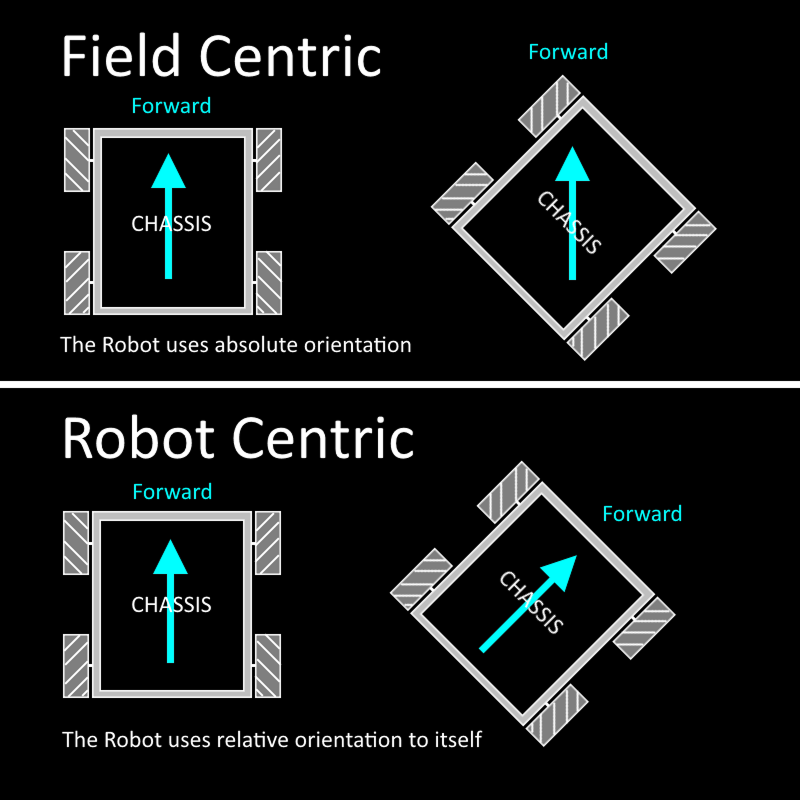 Field Centric
Forward
Forward
CHASSIS
CHASSIS
The Robot uses absolute orientation
Robot Centric
Forward
Forward
CHASSIS
CHASSIS
The Robot uses relative orientation to itself